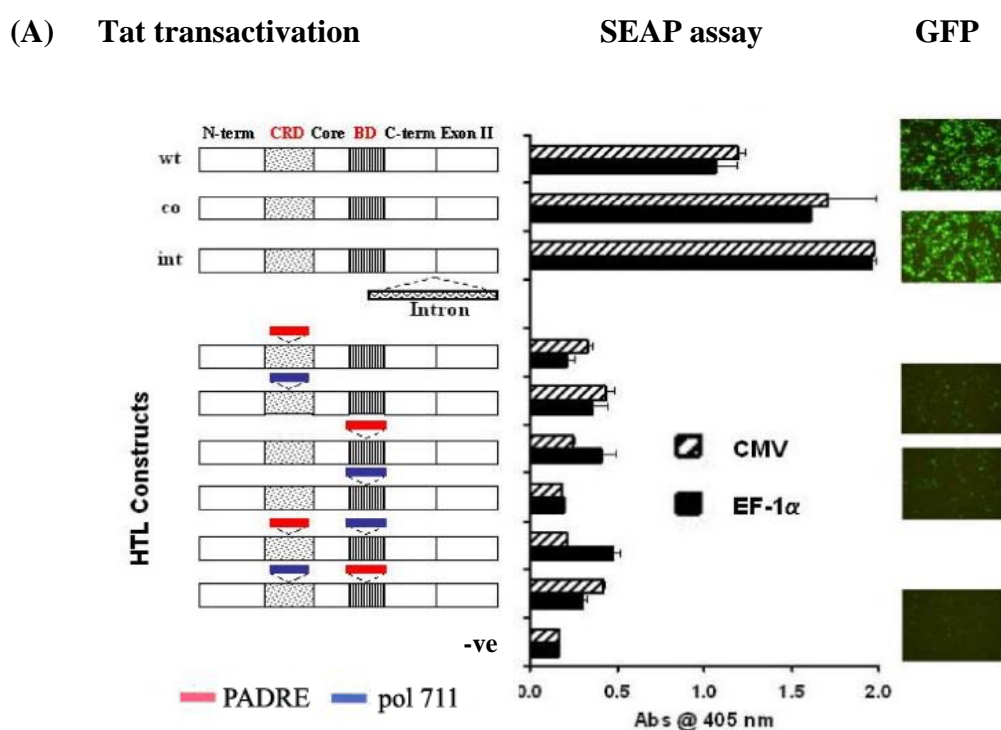 (A) Tat transactivation SEAP assay GFP
N-term CRD Core BD C-term Exon II
wt
co
int
Intron
HTL Constructs
CMV
EF-1α
-ve
0.0 0.5 1.0 1.5 2.0
Abs @ 405 nm
PADRE pol 711